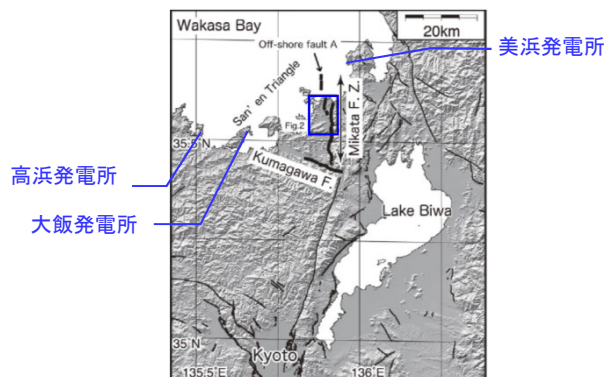 Wakasa Bay
20km
Off-shore fault A
美浜発電所
San' en Triangle
Mikata F. Z.
Fig.2
35.5°N
Kumagawa F.
高浜発電所
大飯発電所
Lake Biwa
35 N
Kyoto
135.5°E
136°E